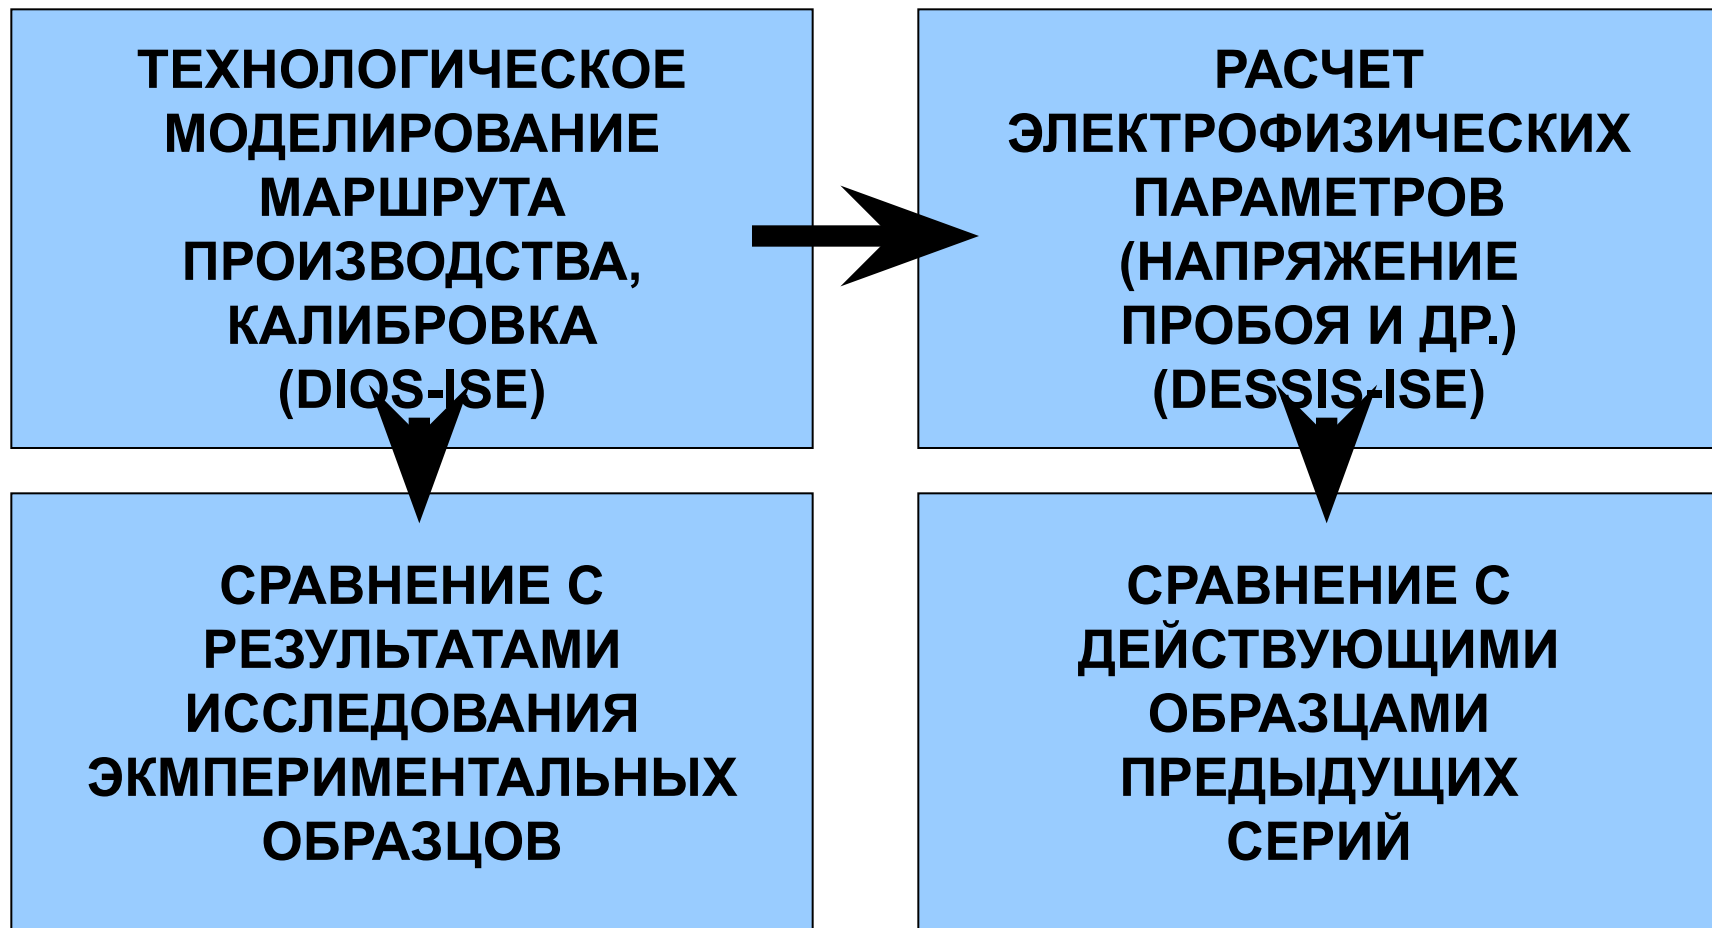 ТЕХНОЛОГИЧЕСКОЕ
МОДЕЛИРОВАНИЕ
МАРШРУТА
ПРОИЗВОДСТВА,
КАЛИБРОВКА
(DIOS-ISE)
РАСЧЕТ
ЭЛЕКТРОФИЗИЧЕСКИХ
ПАРАМЕТРОВ
(НАПРЯЖЕНИЕ
ПРОБОЯ И ДР.)
(DESSIS-ISE)
СРАВНЕНИЕ С
РЕЗУЛЬТАТАМИ
ИССЛЕДОВАНИЯ
ЭКМПЕРИМЕНТАЛЬНЫХ
ОБРАЗЦОВ
СРАВНЕНИЕ С
ДЕЙСТВУЮЩИМИ
ОБРАЗЦАМИ
ПРЕДЫДУЩИХ
СЕРИЙ